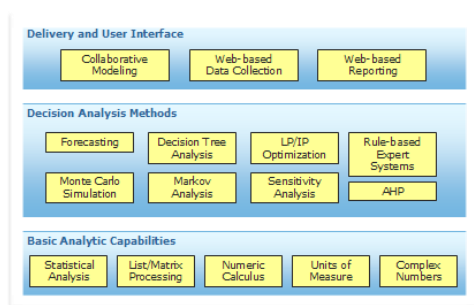 Delivery and User Interface
Collaborative
Modeling
Web-based
Data Collection
Web-based
Reporting
Decision Analysis Methods
Forecasting
Decision Tree
Analysis
LP/IP
Optimization
Rule-based
Expert
Systems
Monte Carlo
Simulation
Markov
Analysis
Sensitivity
Analysis
AHP
Basic Analytic Capabilities
Statistical
Analysis
List/Matrix
Processing
Numeric
Calculus
Units of
Measure
Complex
Numbers